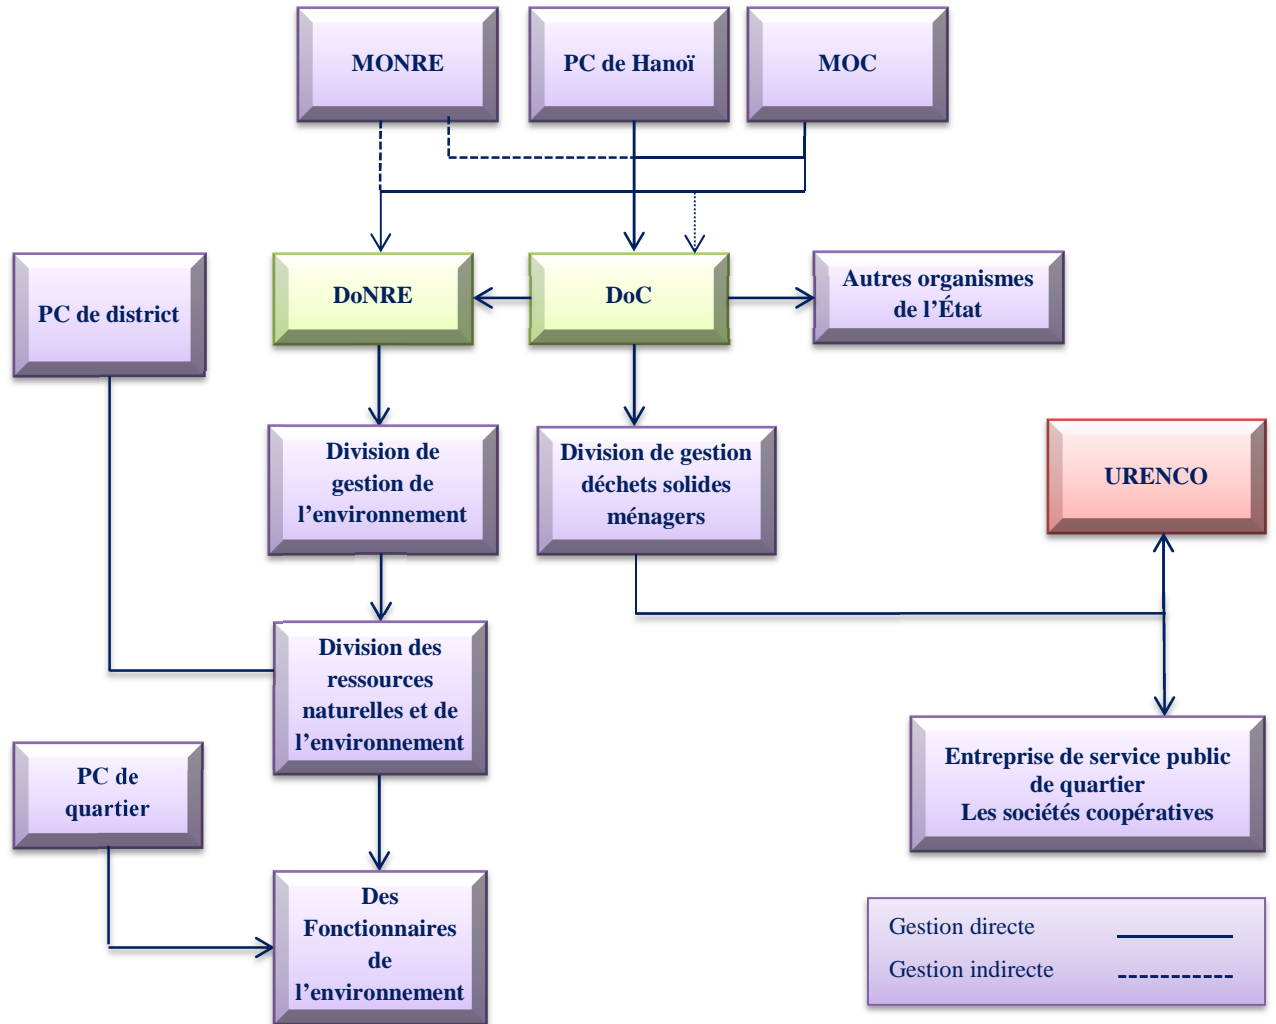 MONRE
PC de Hanoï
MOC
PC de district
DoNRE
DoC
Autres organismes
de l’État
Division de
gestion de
l’environnement
Division de gestion
déchets solides
ménagers
URENCO
Division des
ressources
naturelles et de
l’environnement
PC de
quartier
Entreprise de service public
de quartier
Les sociétés coopératives
Des
Fonctionnaires
de
l’environnement
Gestion directe
Gestion indirecte